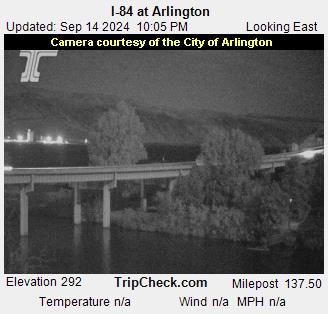 I-84 at Arlington
Updated: Sep 14 2024 10:05 PM Looking East
Camera courtesy of the City of Arlington
Elevation 292 TripCheck.com Milepost 137.50
Temperature n/a Wind n/a MPH n/a